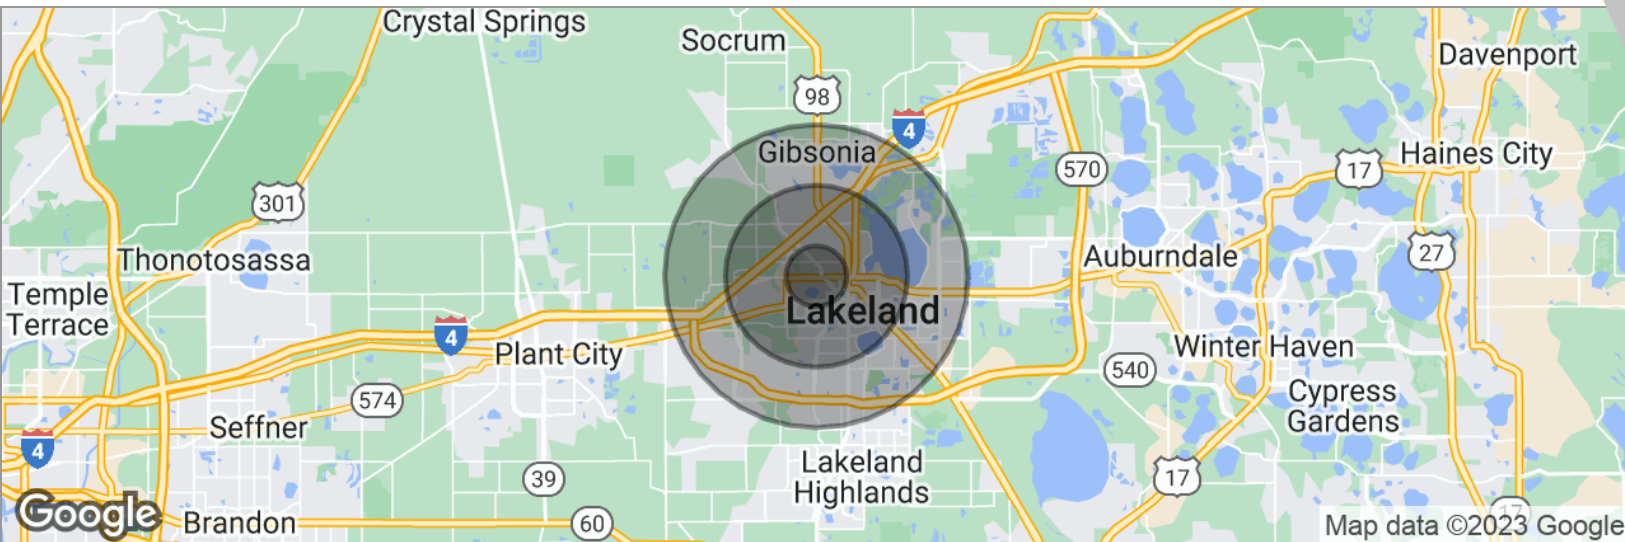 Crystal Springs
Socrum
Davenport
98
4
Gibsonia
570
17
Haines City
301
Thonotosassa
Auburndale
27
Temple
Terrace
Lakeland
4
Plant City
Winter Haven
540
574
Cypress
Gardens
Seffner
4
Lakeland
Highlands
39
17
Google
Brandon
60
17
Map data ©2023 Google